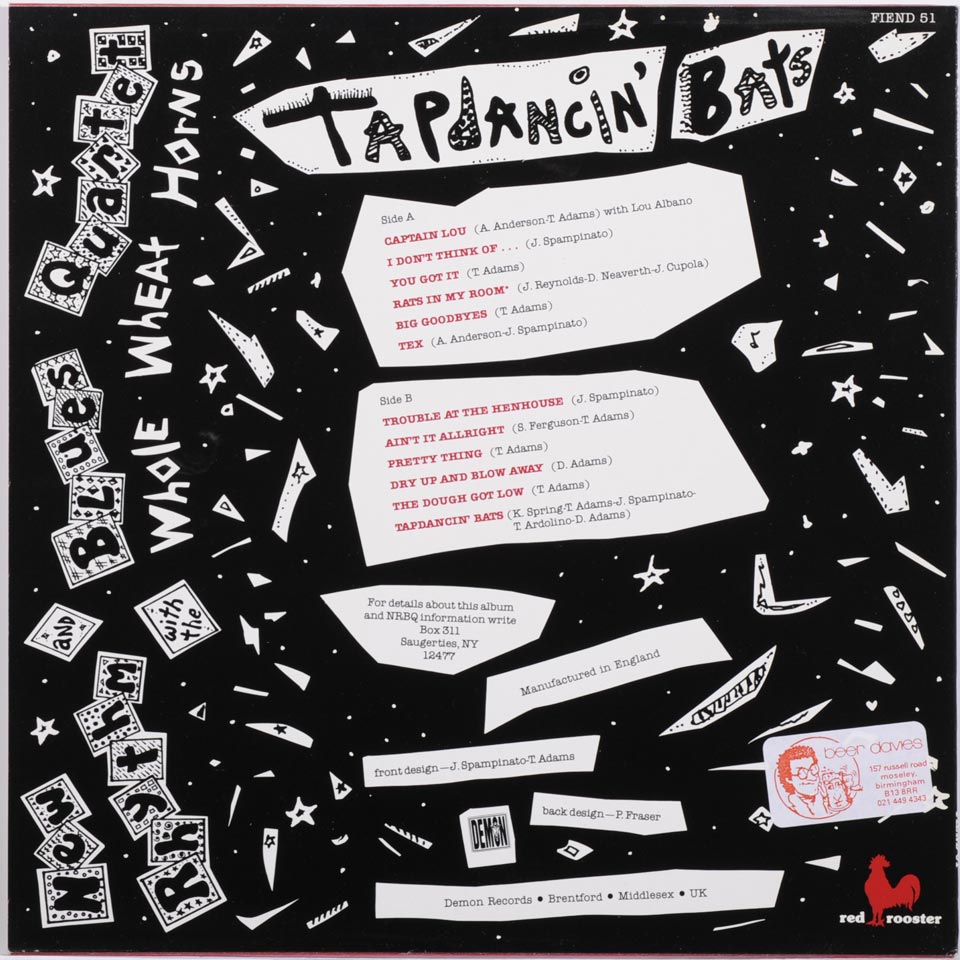 FIEND 51
TAPDANCIN' BATS
New Rhythm and Blues Quartet
with the
Whole Wheat Horns
Side A
CAPTAIN LOU (A. Anderson-T. Adams) with Lou Albano
I DON'T THINK OF . . . (J. Spampinato)
YOU GOT IT (T. Adams)
RATS IN MY ROOM* (J. Reynolds-D. Neaverth-J. Cupola)
BIG GOODBYES (T. Adams)
TEX (A. Anderson-J. Spampinato)
Side B
TROUBLE AT THE HENHOUSE (J. Spampinato)
AIN'T IT ALLRIGHT (S. Ferguson-T. Adams)
PRETTY THING (T. Adams)
DRY UP AND BLOW AWAY (D. Adams)
THE DOUGH GOT LOW (T. Adams)
TAPDANCIN' BATS (K. Spring-T. Adams-J. Spampinato-
T. Ardolino-D. Adams)
For details about this album
and NRBQ information write
Box 311
Saugerties, NY
12477
Manufactured in England
front design—J. Spampinato-T. Adams
back design—P. Fraser
DEMON
Demon Records • Brentford • Middlesex • UK
beer davies
157 russell road
moseley,
birmingham
B13 8RR
021 449 4343
red rooster